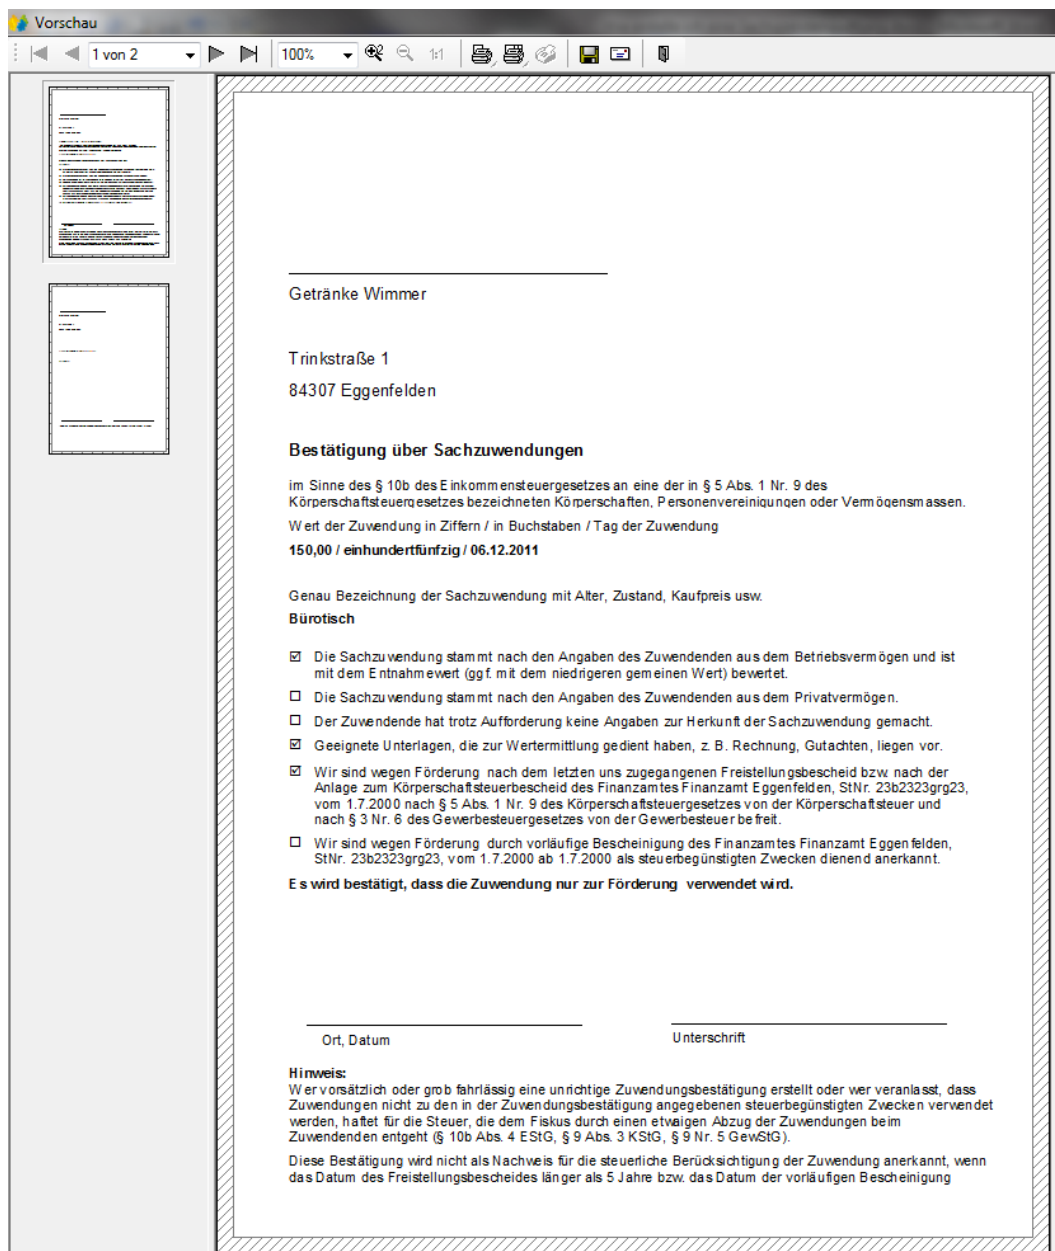 Vorschau
1 von 2
100%
1:1
Getränke Wimmer
Trinkstraße 1
84307 Eggenfelden
Bestätigung über Sachzuwendungen
im Sinne des § 10b des Einkommensteuergesetzes an eine der in § 5 Abs. 1 Nr. 9 des
Körperschaftsteuergesetzes bezeichneten Körperschaften, Personenvereinigungen oder Vermögensmassen.
Wert der Zuwendung in Ziffern / in Buchstaben / Tag der Zuwendung
150,00 / einhundertfünfzig / 06.12.2011
Genau Bezeichnung der Sachzuwendung mit Alter, Zustand, Kaufpreis usw.
Bürotisch
Die Sachzuwendung stammt nach den Angaben des Zuwendenden aus dem Betriebsvermögen und ist
mit dem Entnahmewert (ggf. mit dem niedrigeren gemeinen Wert) bewertet.
Die Sachzuwendung stammt nach den Angaben des Zuwendenden aus dem Privatvermögen.
Der Zuwendende hat trotz Aufforderung keine Angaben zur Herkunft der Sachzuwendung gemacht.
Geeignete Unterlagen, die zur Wertermittlung gedient haben, z. B. Rechnung, Gutachten, liegen vor.
Wir sind wegen Förderung nach dem letzten uns zugegangenen Freistellungsbescheid bzw. nach der
Anlage zum Körperschaftsteuerbescheid des Finanzamtes Finanzamt Eggenfelden, StNr. 23b2323grg23,
vom 1.7.2000 nach § 5 Abs. 1 Nr. 9 des Körperschaftsteuergesetzes von der Körperschaftsteuer und
nach § 3 Nr. 6 des Gewerbesteuergesetzes von der Gewerbesteuer befreit.
Wir sind wegen Förderung durch vorläufige Bescheinigung des Finanzamtes Finanzamt Eggenfelden,
StNr. 23b2323grg23, vom 1.7.2000 ab 1.7.2000 als steuerbegünstigten Zwecken dienend anerkannt.
Es wird bestätigt, dass die Zuwendung nur zur Förderung verwendet wird.
Ort, Datum
Unterschrift
Hinweis:
Wer vorsätzlich oder grob fahrlässig eine unrichtige Zuwendungsbestätigung erstellt oder wer veranlasst, dass
Zuwendungen nicht zu den in der Zuwendungsbestätigung angegebenen steuerbegünstigten Zwecken verwendet
werden, haftet für die Steuer, die dem Fiskus durch einen etwaigen Abzug der Zuwendungen beim
Zuwendenden entgeht (§ 10b Abs. 4 EStG, § 9 Abs. 3 KStG, § 9 Nr. 5 GewStG).
Diese Bestätigung wird nicht als Nachweis für die steuerliche Berücksichtigung der Zuwendung anerkannt, wenn
das Datum des Freistellungsbescheides länger als 5 Jahre bzw. das Datum der vorläufigen Bescheinigung